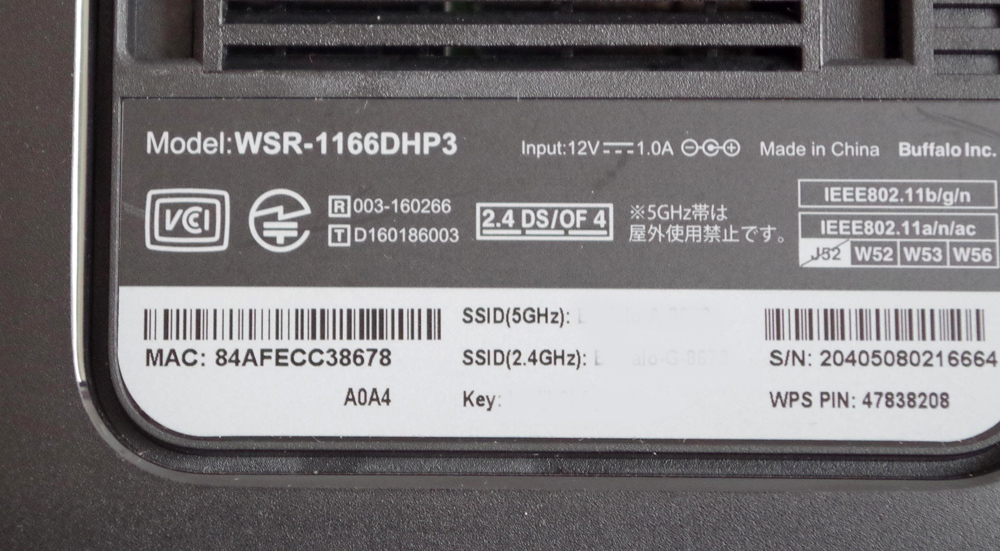 Model:WSR-1166DHP3
Input:12V 1.0A Made in China Buffalo Inc.
VCCI
R 003-160266
T D160186003
2.4 DS/OF 4
※5GHz帯は
屋外使用禁止です。
IEEE802.11b/g/n
IEEE802.11a/n/ac
J52 W52 W53 W56
MAC: 84AFECC38678
A0A4
SSID(5GHz):
SSID(2.4GHz):
Key:
S/N: 20405080216664
WPS PIN: 47838208